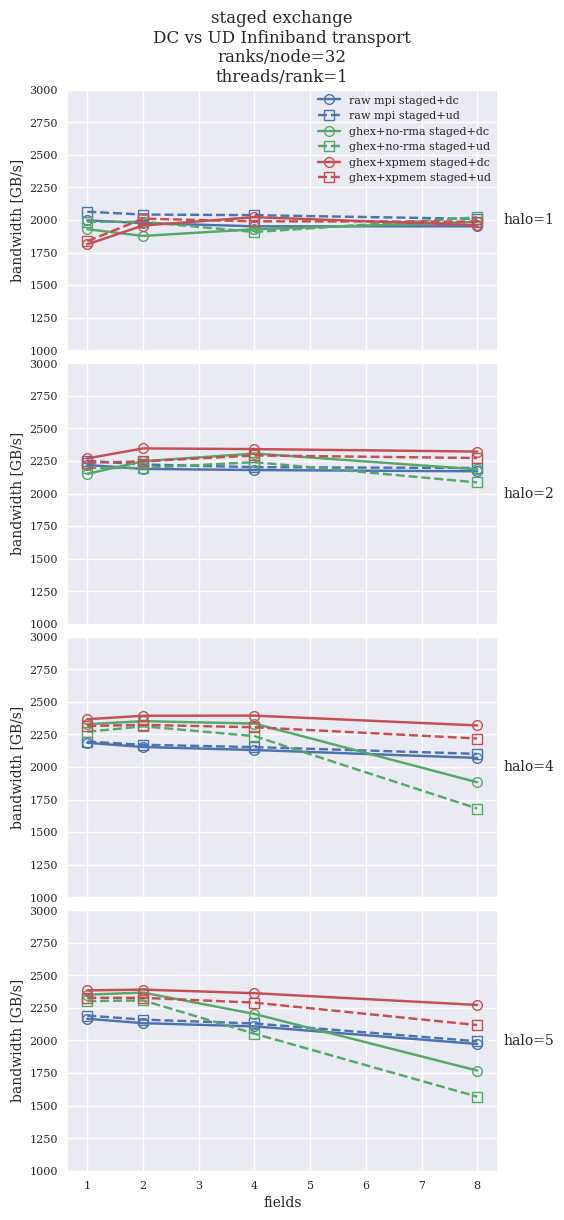 staged exchange
DC vs UD Infiniband transport
ranks/node=32
threads/rank=1
3000
2750
2500
2250
2000
1750
1500
1250
1000
bandwidth [GB/s]
raw mpi staged+dc
raw mpi staged+ud
ghex+no-rma staged+dc
ghex+no-rma staged+ud
ghex+xpmem staged+dc
ghex+xpmem staged+ud
halo=1
3000
2750
2500
2250
2000
1750
1500
1250
1000
bandwidth [GB/s]
halo=2
3000
2750
2500
2250
2000
1750
1500
1250
1000
bandwidth [GB/s]
halo=4
3000
2750
2500
2250
2000
1750
1500
1250
1000
bandwidth [GB/s]
halo=5
1 2 3 4 5 6 7 8
fields